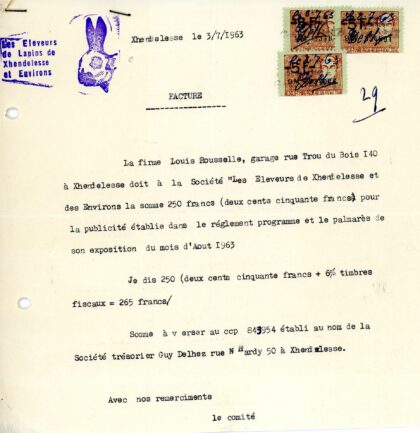 Les Eleveurs
de Lapins de
Xhendelesse
et Environs
Xhendelesse le 3/7/1963
29
FACTURE
La firme Louis Rousselle, garage rue Trou du Bois I40
à Xhendelesse doit à la Société "Les Eleveurs de Xhendelesse et
des Environs la somme 250 francs (deux cents cinquante francs) pour
la publicité établis dans le réglement programme et le palmarès de
son exposition du mois d'Aout I963
Je dis 250 (deux cents cinquante francs + 6% timbres
fiscaux = 265 francs/
Somme à v erser au ccp 843954 établi au nom de la
Société trésorier Guy Delhez rue N Hardy 50 à Xhendelesse.
Avec nos remerciments
le comité